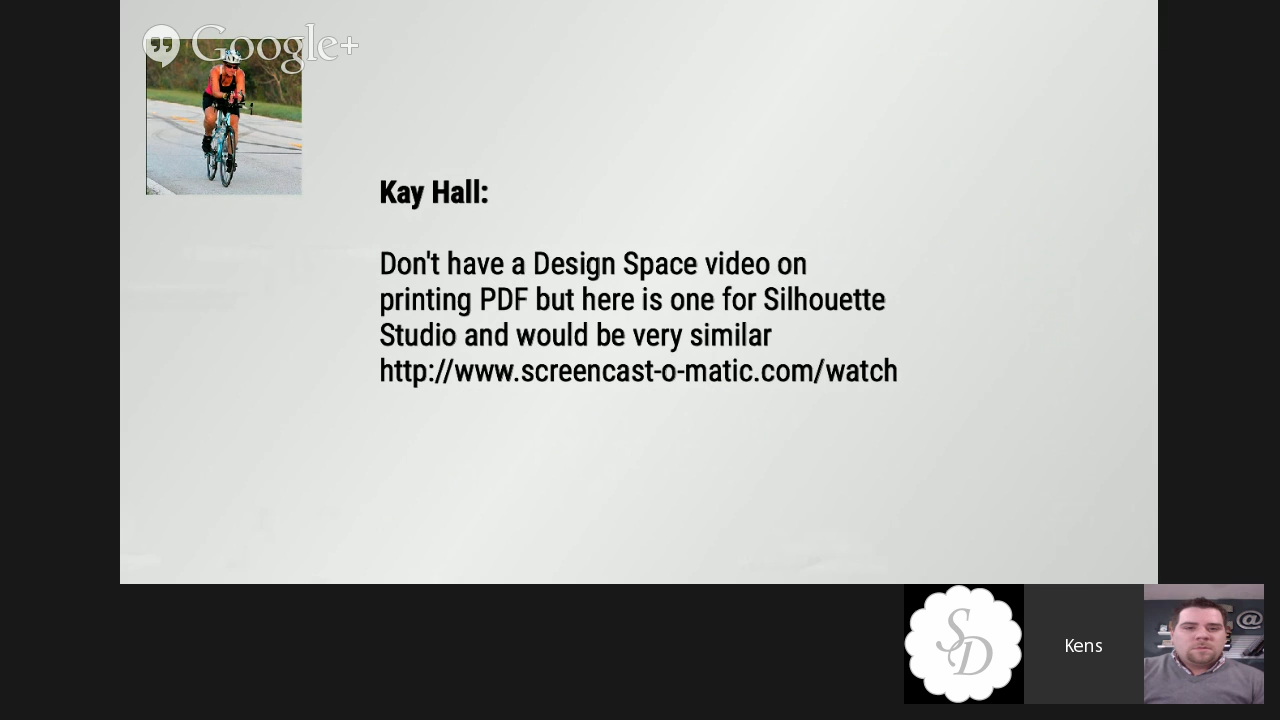 Google+
Kay Hall:
Don't have a Design Space video on
printing PDF but here is one for Silhouette
Studio and would be very similar
http://www.screencast-o-matic.com/watch
SD
Kens
@